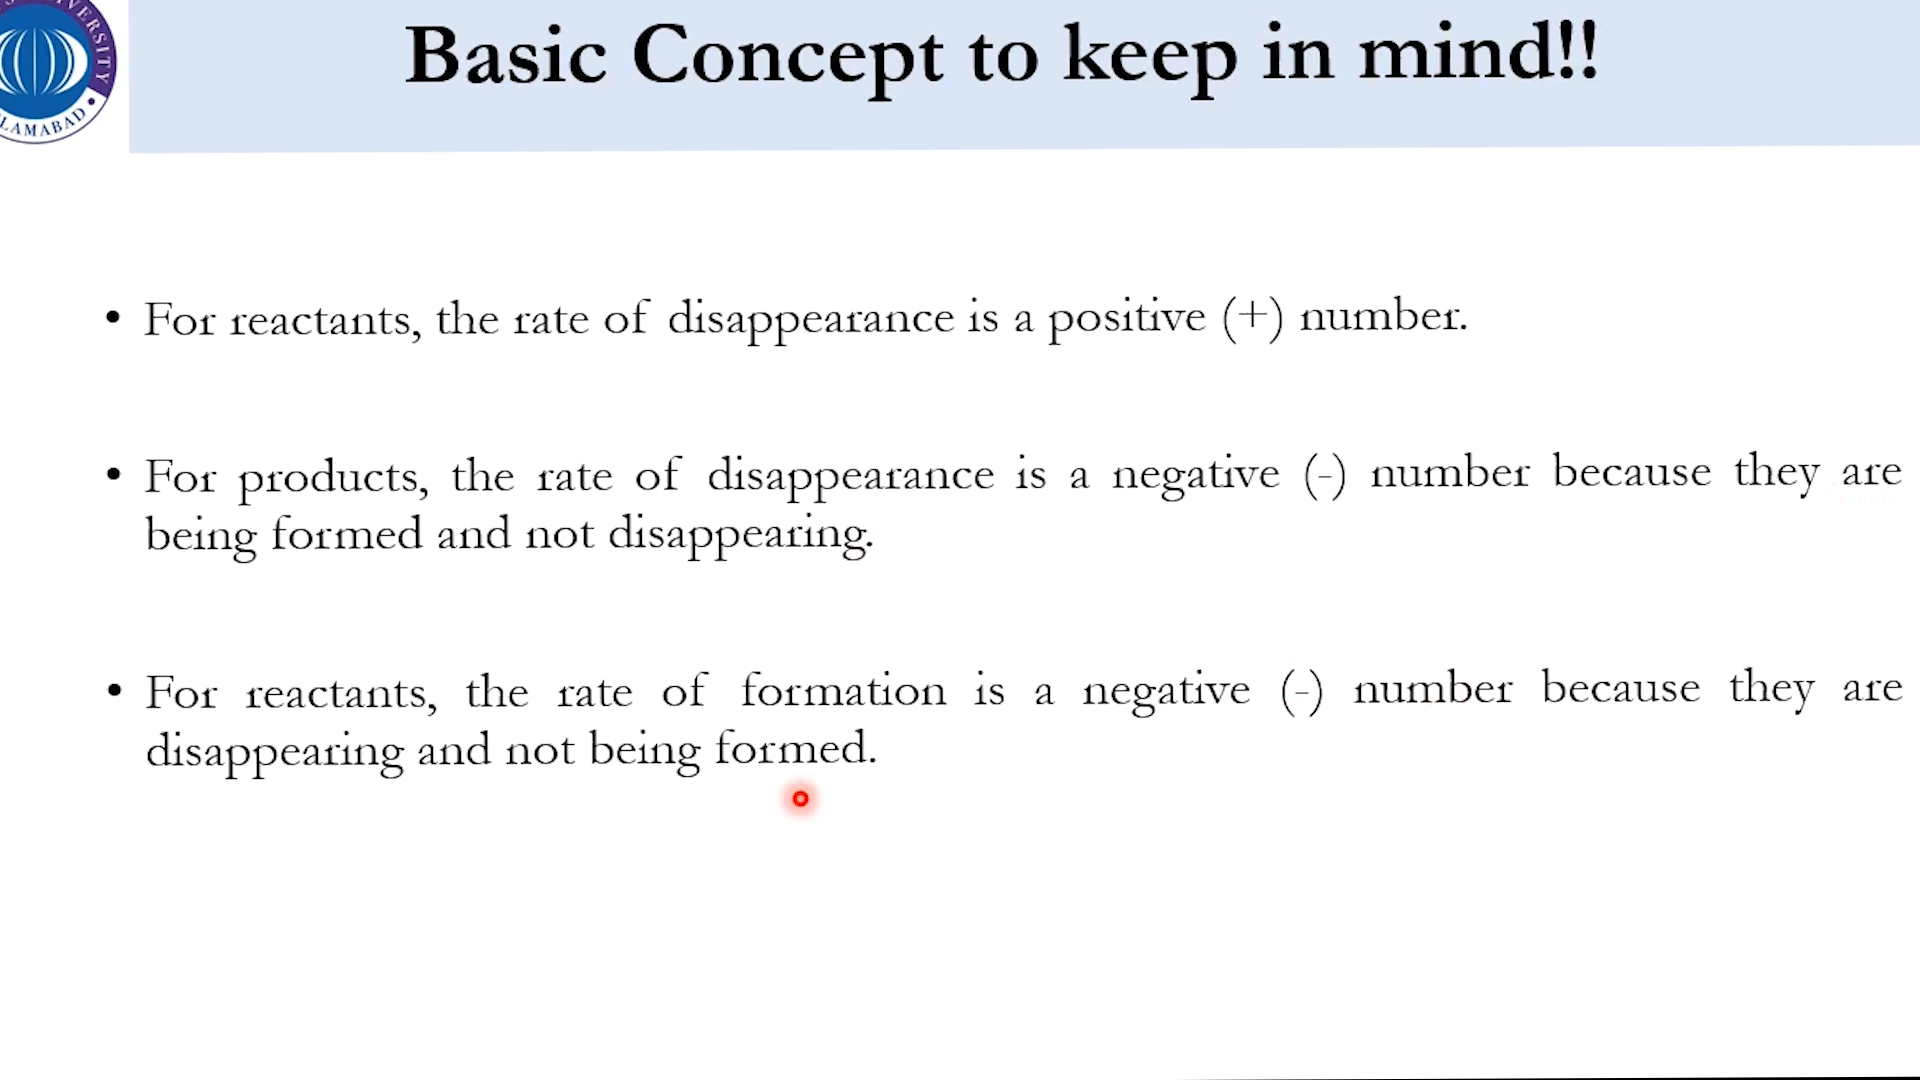 Basic Concept to keep in mind!!
LAMABAD
• For reactants, the rate of disappearance is a positive (+) number.
• For products, the rate of disappearance is a negative (-) number because they are
being formed and not disappearing.
• For reactants, the rate of formation is a negative (-) number because they are
disappearing and not being formed.